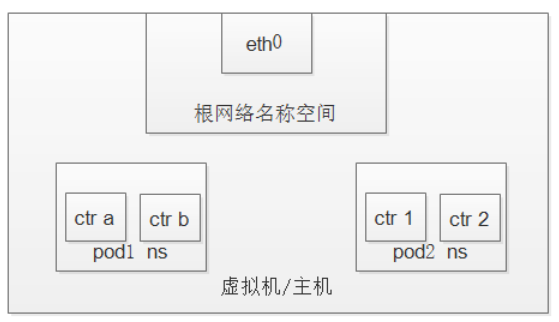 eth0
根网络名称空间
ctr a ctr b ctr 1 ctr 2
pod1 ns pod2 ns
虚拟机/主机